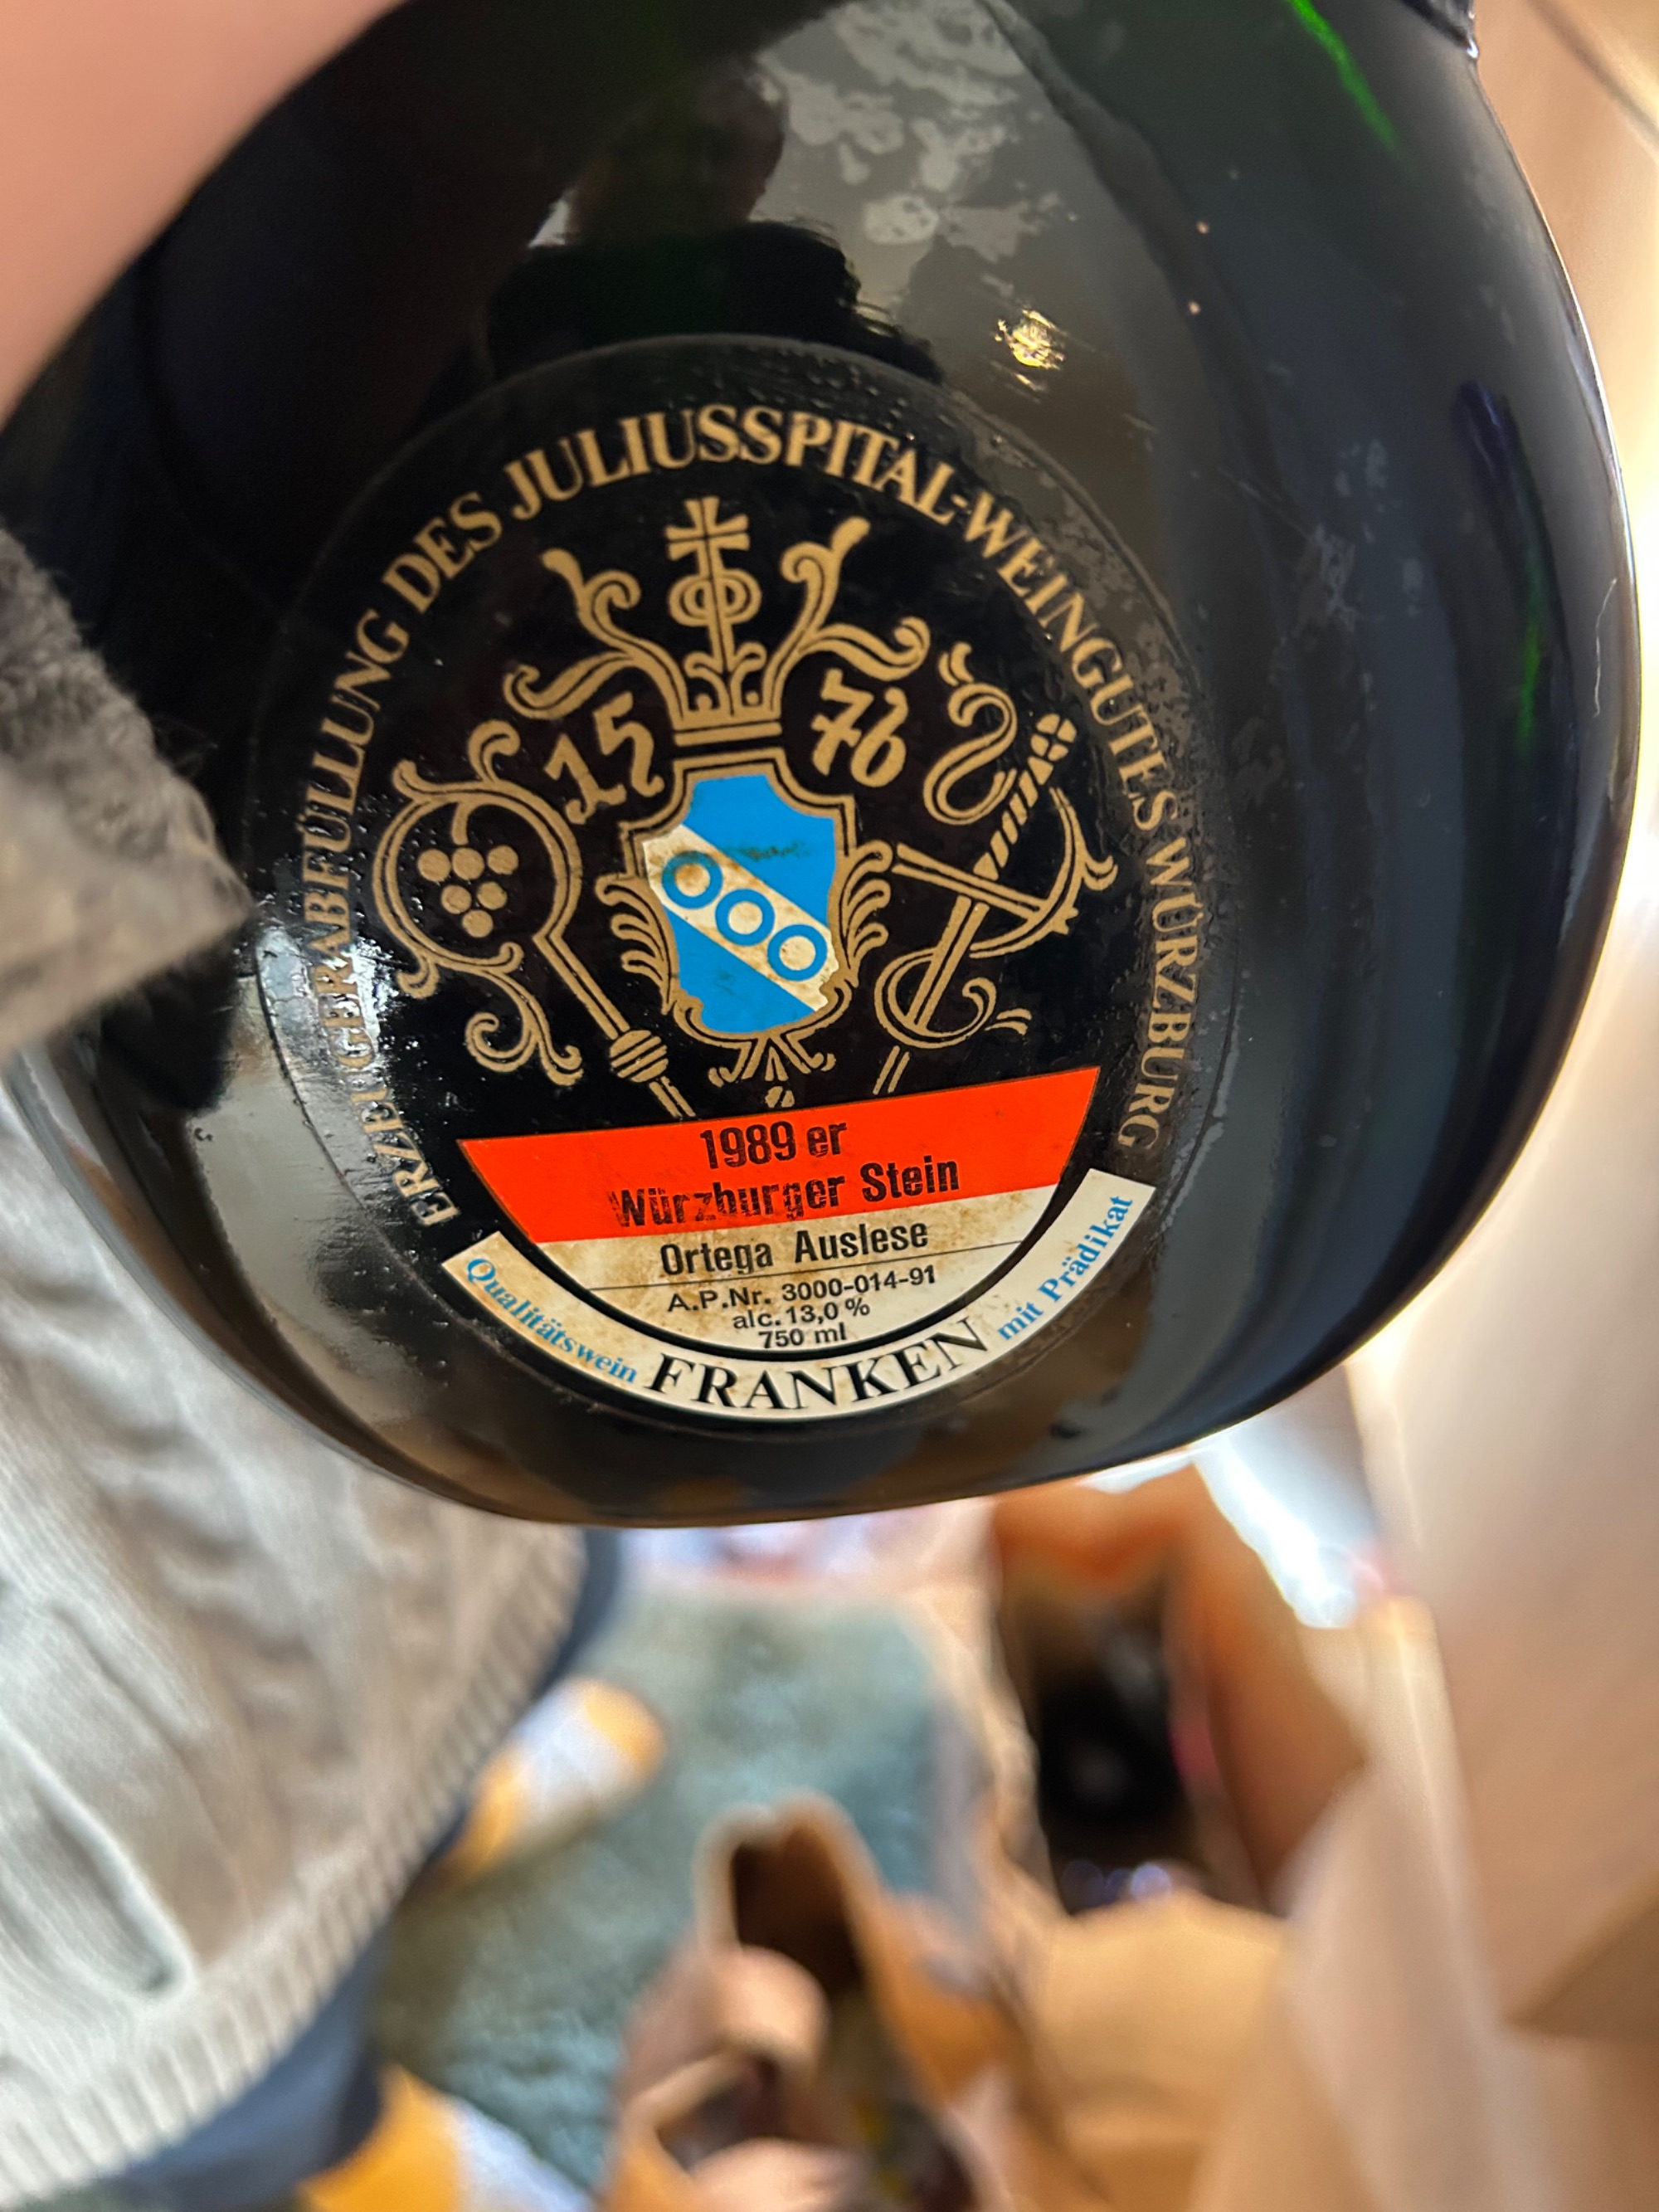 ERZEUGERABFÜLLUNG DES JULIUSSPITAL-WEINGUTES WÜRZBURG
15 76
1989 er
Würzburger Stein
Ortega Auslese
A.P.Nr. 3000-014-91
alc. 13,0 %
750 ml
Qualitätswein FRANKEN mit Prädikat